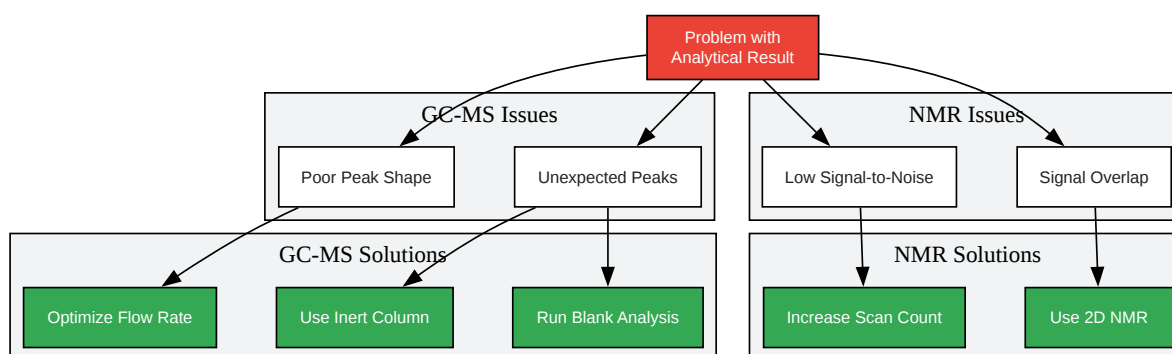 Problem with
Analytical Result
GC-MS Issues
NMR Issues
Poor Peak Shape
Unexpected Peaks
Low Signal-to-Noise
Signal Overlap
GC-MS Solutions
NMR Solutions
Optimize Flow Rate
Use Inert Column
Run Blank Analysis
Increase Scan Count
Use 2D NMR